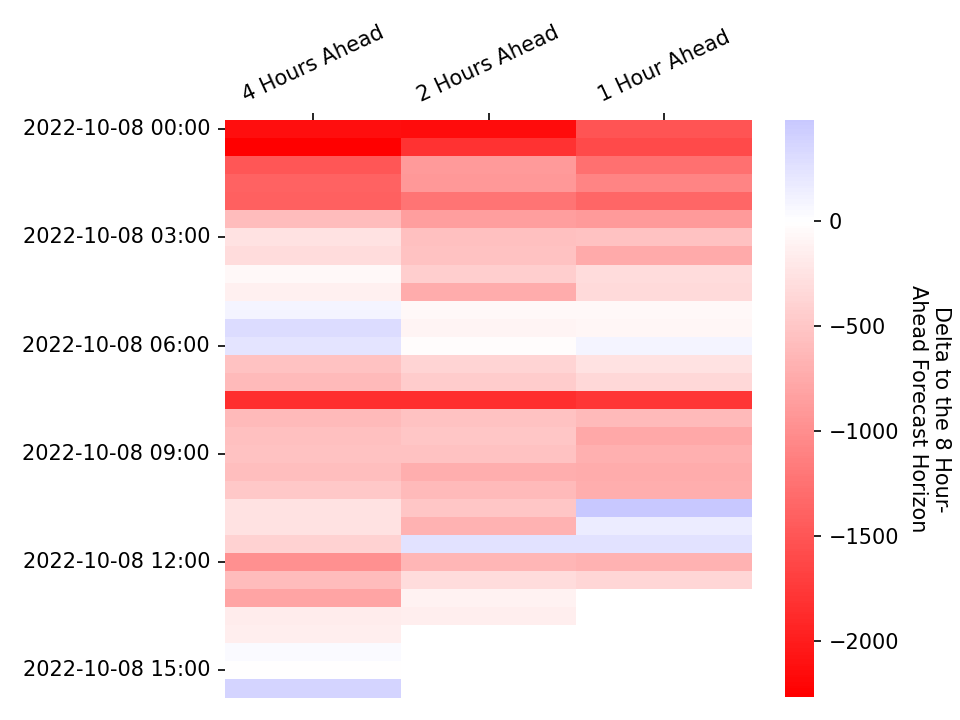 4 Hours Ahead
2 Hours Ahead
1 Hour Ahead
2022-10-08 00:00
2022-10-08 03:00
2022-10-08 06:00
2022-10-08 09:00
2022-10-08 12:00
2022-10-08 15:00
0
−500
−1000
−1500
−2000
Delta to the 8 Hour-
Ahead Forecast Horizon